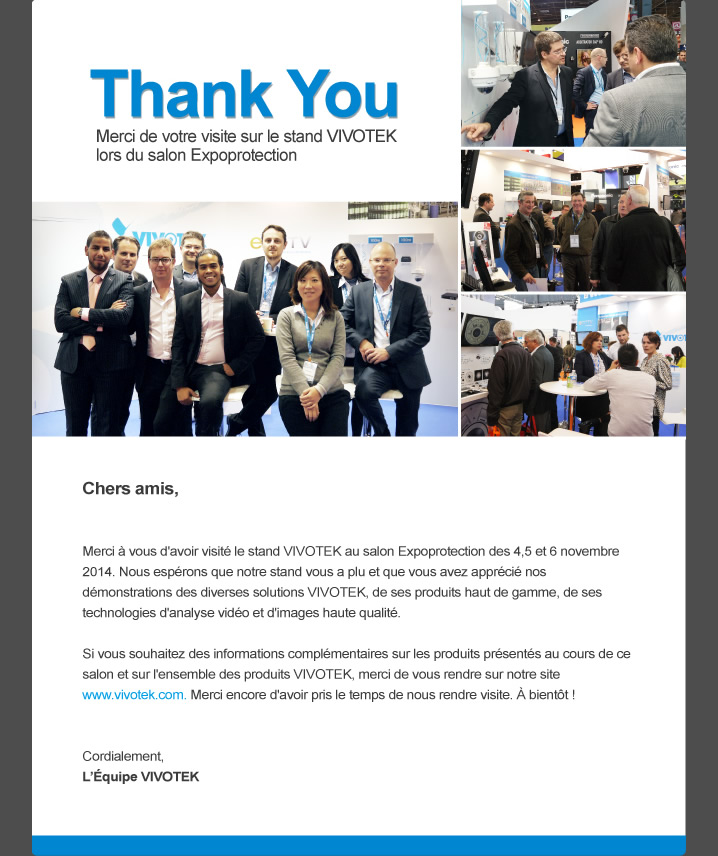 Thank You
Merci de votre visite sur le stand VIVOTEK
lors du salon Expoprotection
VIVOTEK
VIVOTEK
Chers amis,
Merci à vous d'avoir visité le stand VIVOTEK au salon Expoprotection des 4,5 et 6 novembre
2014. Nous espérons que notre stand vous a plu et que vous avez apprécié nos
démonstrations des diverses solutions VIVOTEK, de ses produits haut de gamme, de ses
technologies d'analyse vidéo et d'images haute qualité.
Si vous souhaitez des informations complémentaires sur les produits présentés au cours de ce
salon et sur l'ensemble des produits VIVOTEK, merci de vous rendre sur notre site
www.vivotek.com. Merci encore d'avoir pris le temps de nous rendre visite. À bientôt !
Cordialement,
L'Équipe VIVOTEK